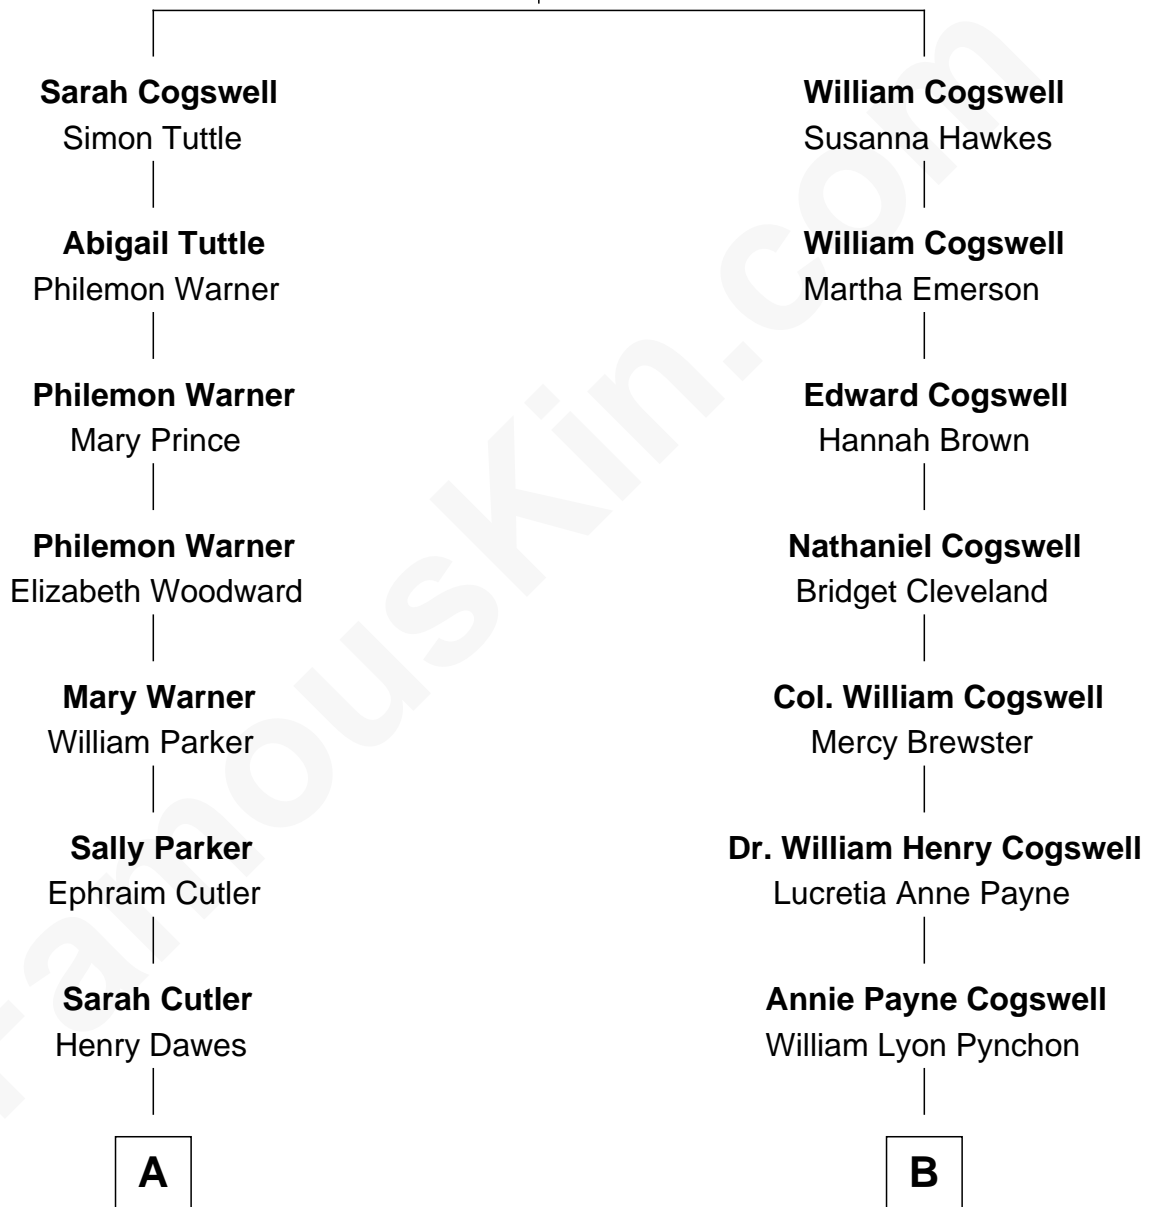 Sarah Cogswell
Simon Tuttle
William Cogswell
Susanna Hawkes
Abigail Tuttle
Philemon Warner
William Cogswell
Martha Emerson
Philemon Warner
Mary Prince
Edward Cogswell
Hannah Brown
Philemon Warner
Elizabeth Woodward
Nathaniel Cogswell
Bridget Cleveland
Mary Warner
William Parker
Col. William Cogswell
Mercy Brewster
Sally Parker
Ephraim Cutler
Dr. William Henry Cogswell
Lucretia Anne Payne
Sarah Cutler
Henry Dawes
Annie Payne Cogswell
William Lyon Pynchon
A
B
FamousKin.com